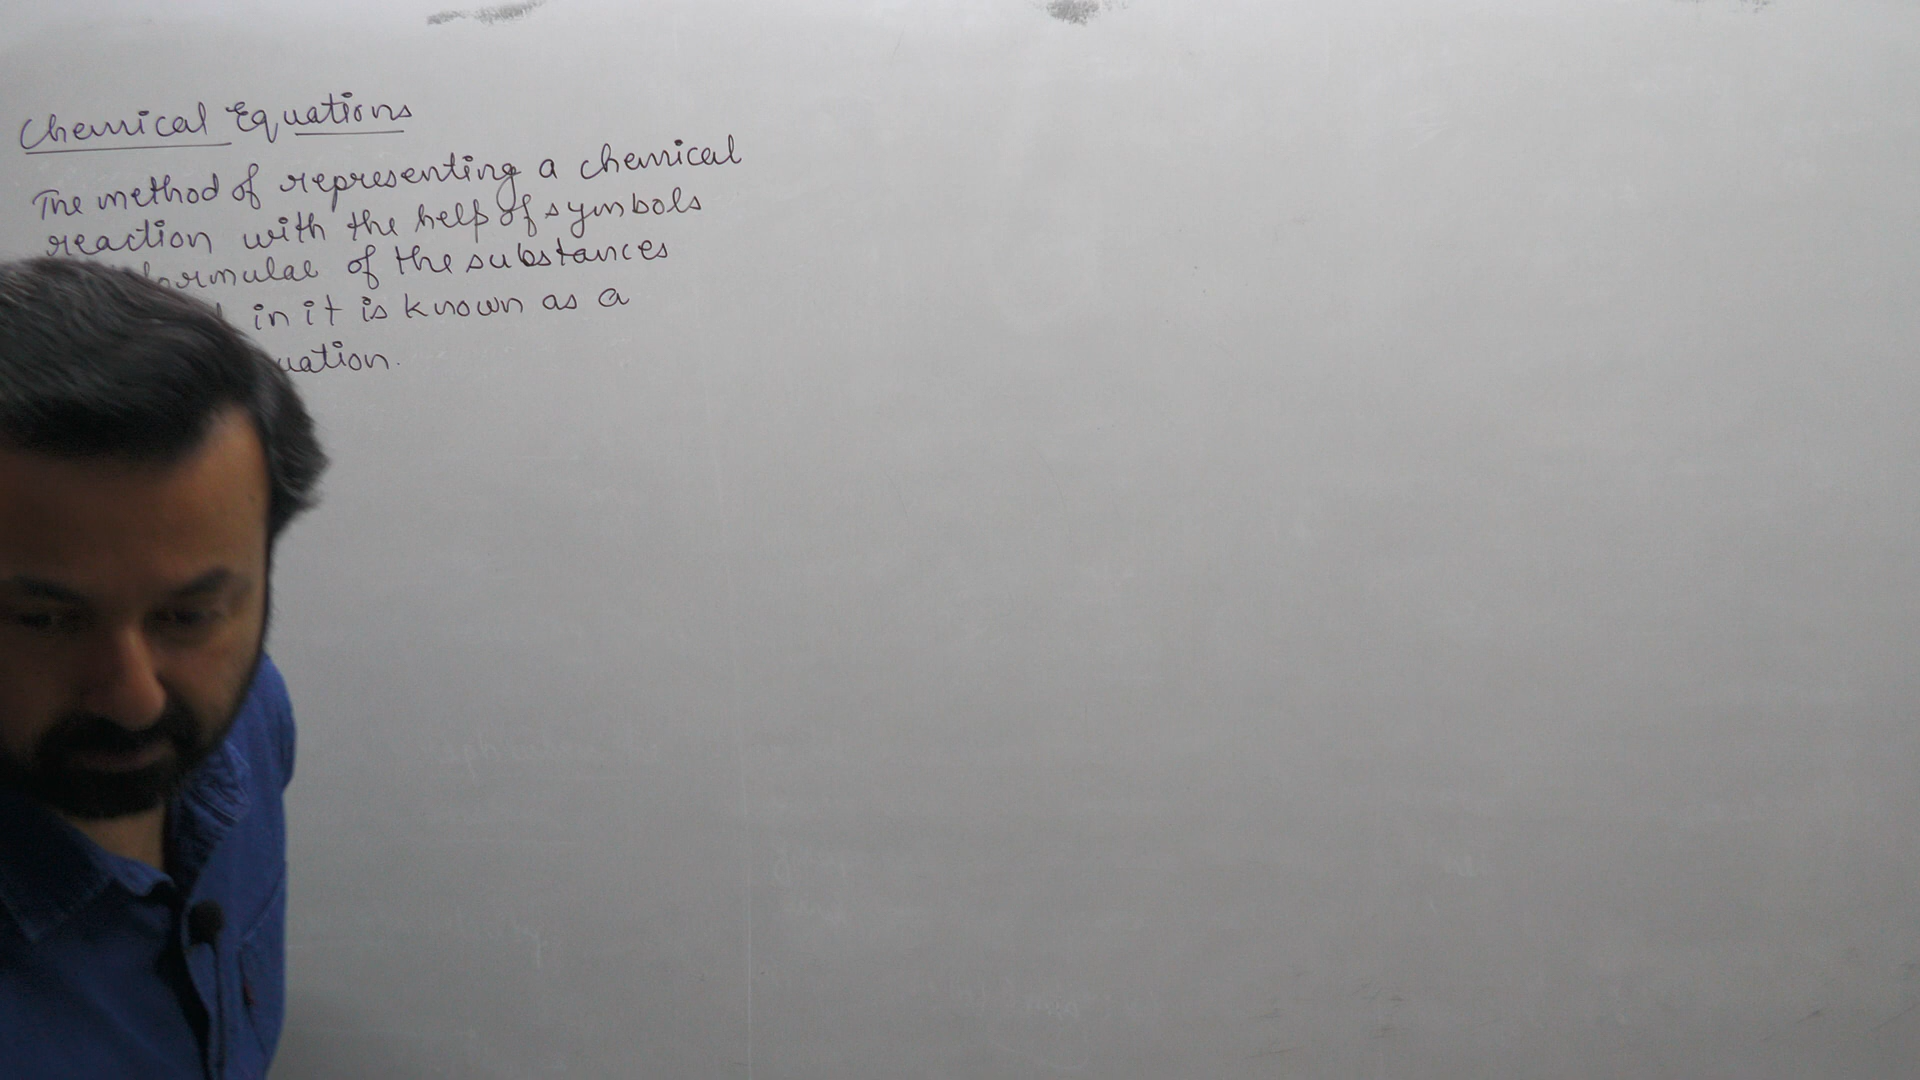 Chemical Equations
The method of representing a chemical
reaction with the help of symbols
formulae of the substances
in it is known as a
uation.